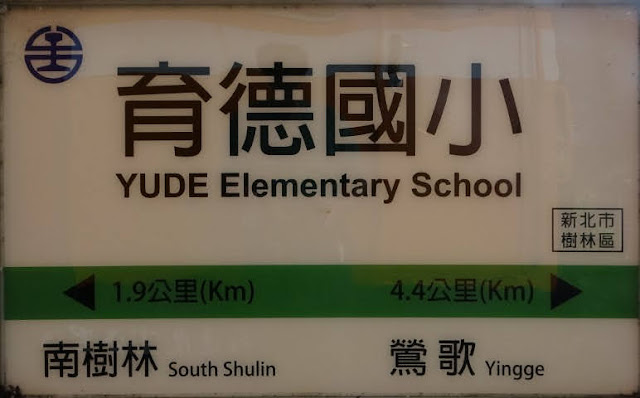 育德國小
YUDE Elementary School
新北市
樹林區
1.9公里(Km) 4.4公里(Km)
南樹林 South Shulin 鶯歌 Yingge